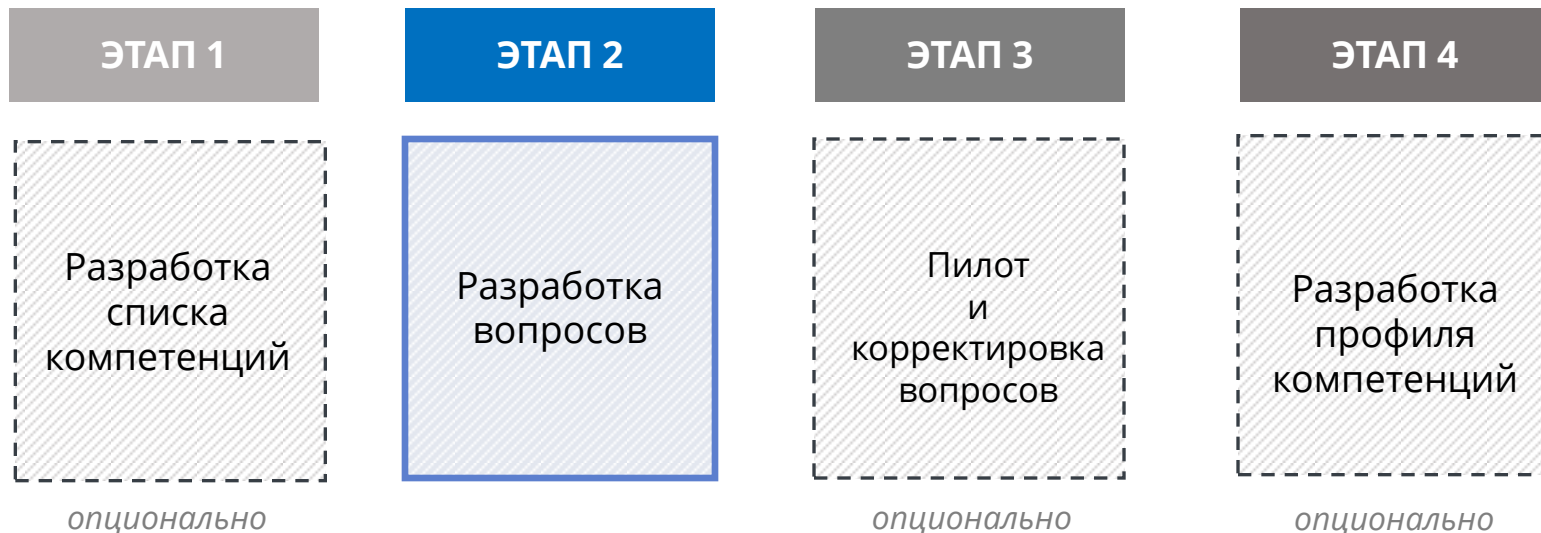 ЭТАП 1
ЭТАП 2
ЭТАП 3
ЭТАП 4
Разработка
списка
компетенций
Разработка
вопросов
Пилот
и
корректировка
вопросов
Разработка
профиля
компетенций
опционально
опционально
опционально